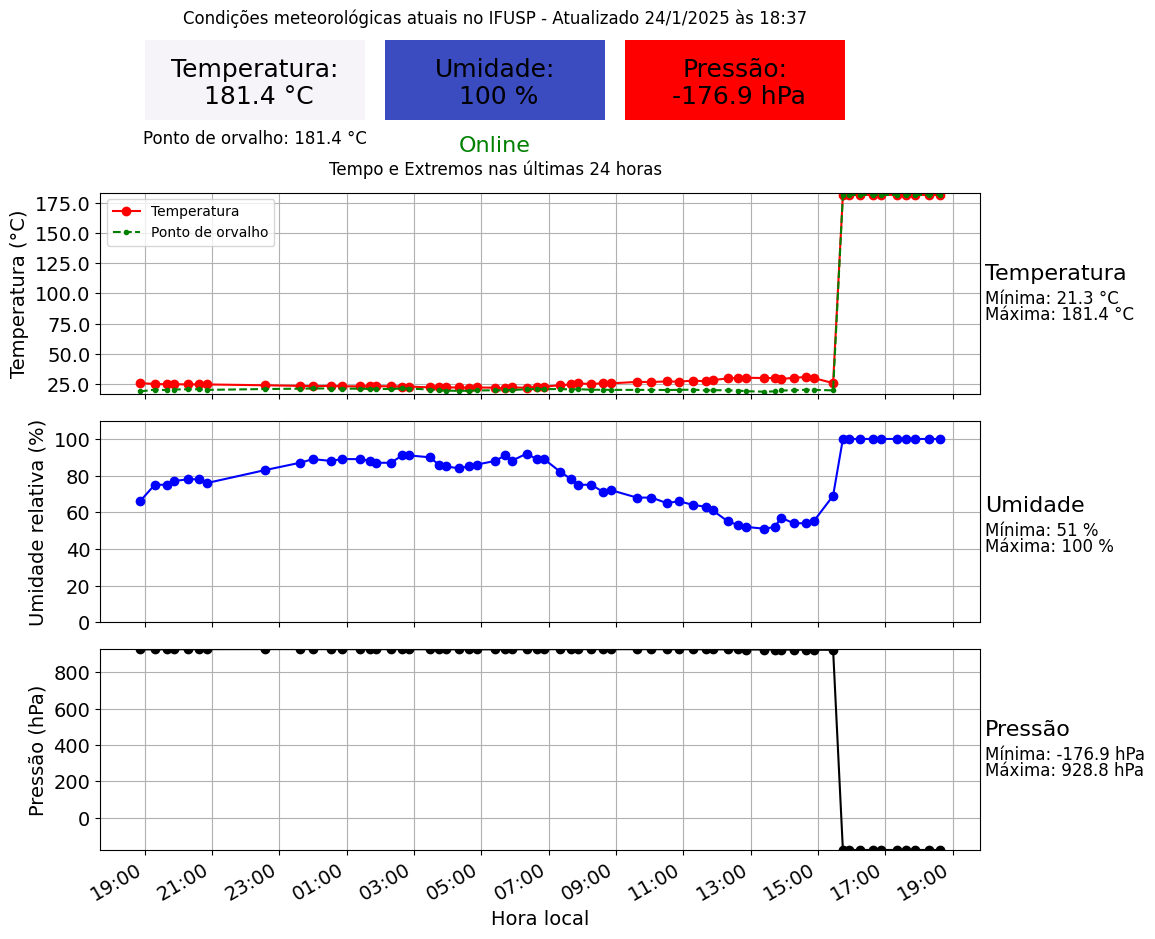 Condições meteorológicas atuais no IFUSP - Atualizado 24/1/2025 às 18:37
Temperatura:
181.4 °C
Umidade:
100 %
Pressão:
-176.9 hPa
Ponto de orvalho: 181.4 °C
Online
Tempo e Extremos nas últimas 24 horas
Temperatura (°C)
175.0
150.0
125.0
100.0
75.0
50.0
25.0
Temperatura
Ponto de orvalho
Temperatura
Mínima: 21.3 °C
Máxima: 181.4 °C
Umidade relativa (%)
100
80
60
40
20
0
Umidade
Mínima: 51 %
Máxima: 100 %
Pressão (hPa)
800
600
400
200
0
Pressão
Mínima: -176.9 hPa
Máxima: 928.8 hPa
19:00 21:00 23:00 01:00 03:00 05:00 07:00 09:00 11:00 13:00 15:00 17:00 19:00
Hora local